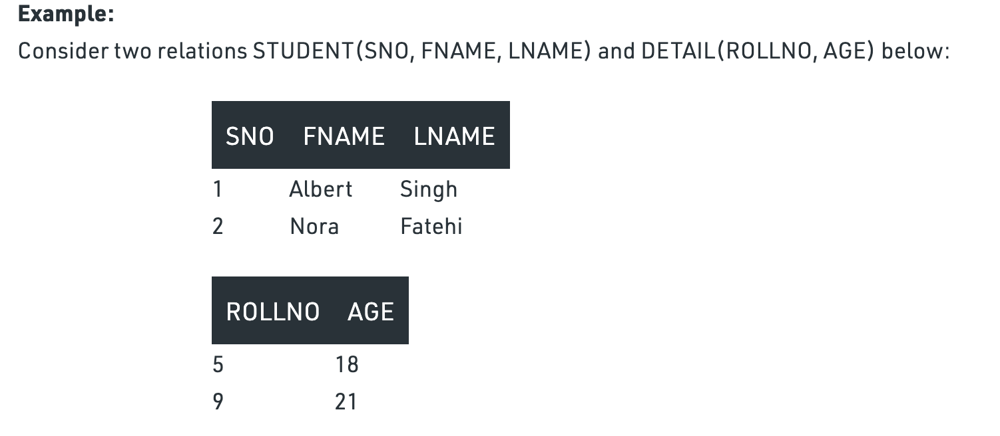 Example:
Consider two relations STUDENT(SNO, FNAME, LNAME) and DETAIL(ROLLNO, AGE) below:
SNO FNAME LNAME
1 Albert Singh
2 Nora Fatehi
ROLLNO AGE
5 18
9 21